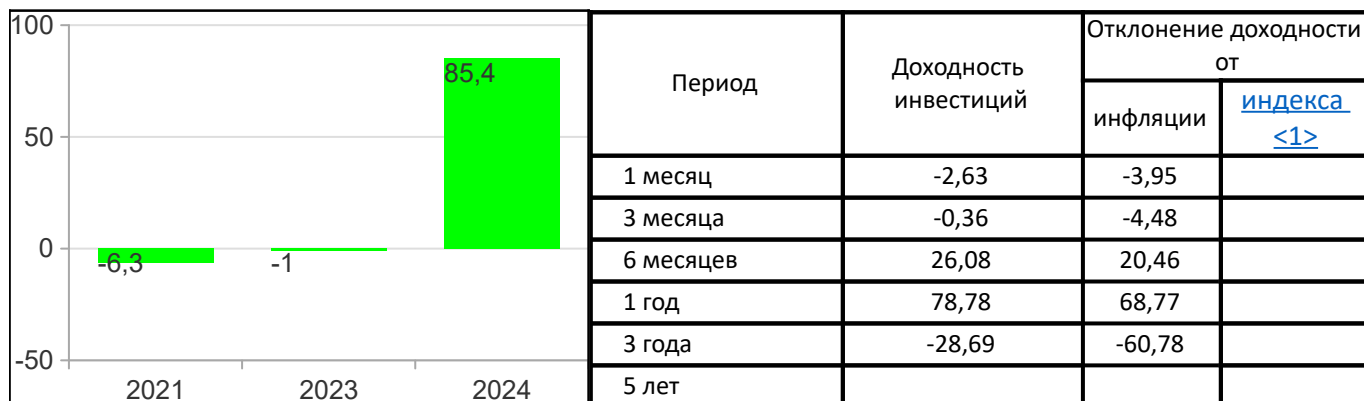 100
50
0
-50
85,4
-6,3
-1
2021 2023 2024
Период
Доходность
инвестиций
Отклонение доходности
от
инфляции
индекса
<1>
1 месяц -2,63 -3,95
3 месяца -0,36 -4,48
6 месяцев 26,08 20,46
1 год 78,78 68,77
3 года -28,69 -60,78
5 лет